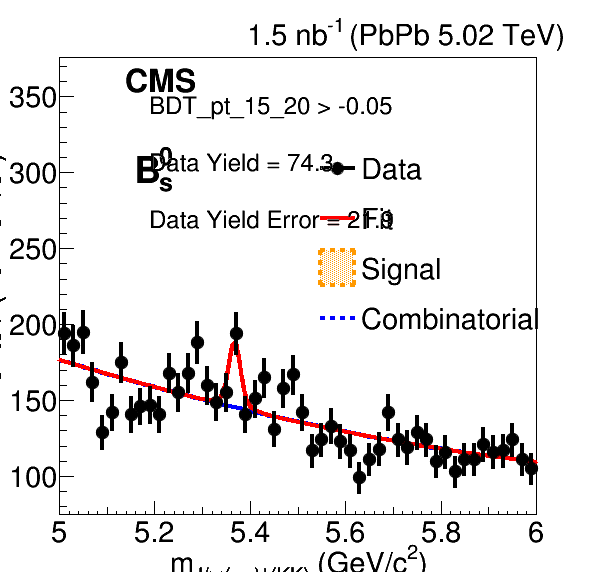 1.5 nb-1 (PbPb 5.02 TeV)
CMS
BDT_pt_15_20 > -0.05
B0s
Data Yield = 74.3
Data
Data Yield Error = 21.9
Fit
Signal
Combinatorial
350
300
250
200
150
100
5 5.2 5.4 5.6 5.8 6
(GeV/c2)